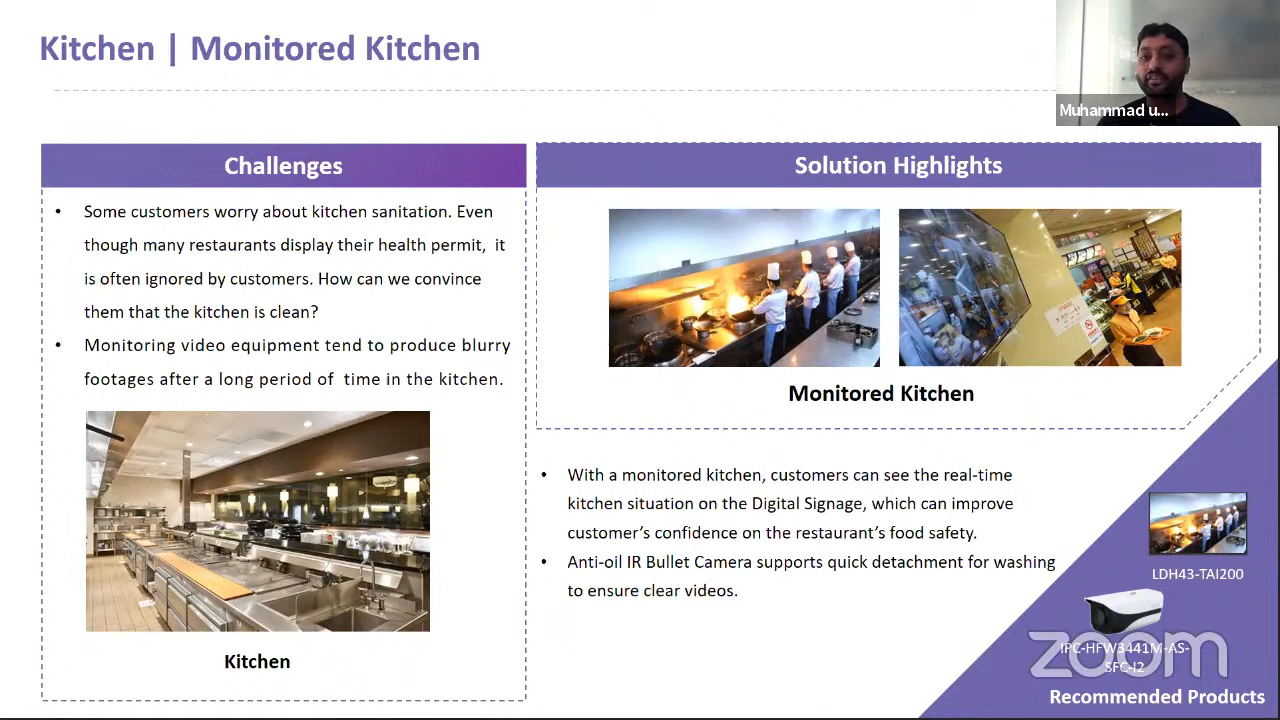 Kitchen | Monitored Kitchen
Muhammad u...
Challenges
Some customers worry about kitchen sanitation. Even
though many restaurants display their health permit, it
is often ignored by customers. How can we convince
them that the kitchen is clean?
Monitoring video equipment tend to produce blurry
footages after a long period of time in the kitchen.
Kitchen
Solution Highlights
Monitored Kitchen
With a monitored kitchen, customers can see the real-time
kitchen situation on the Digital Signage, which can improve
customer’s confidence on the restaurant’s food safety.
Anti-oil IR Bullet Camera supports quick detachment for washing
to ensure clear videos.
LDH43-TAI200
IPC-HFW3441M-AS-
SFC-I2
zoom
Recommended Products